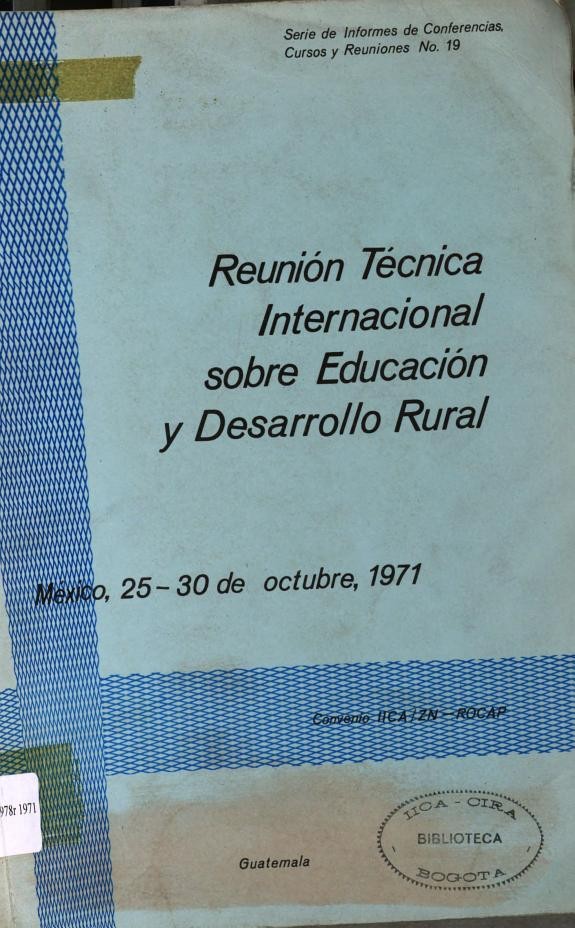 Serie de Informes de Conferencias,
Cursos y Reuniones No. 19
Reunión Técnica
Internacional
sobre Educación
y Desarrollo Rural
México, 25-30 de octubre, 1971
Convenio IICA/ZN-ROCAP
978r 1971
Guatemala
IICA - CIRA
- BIBLIOTECA -
BOGOTA